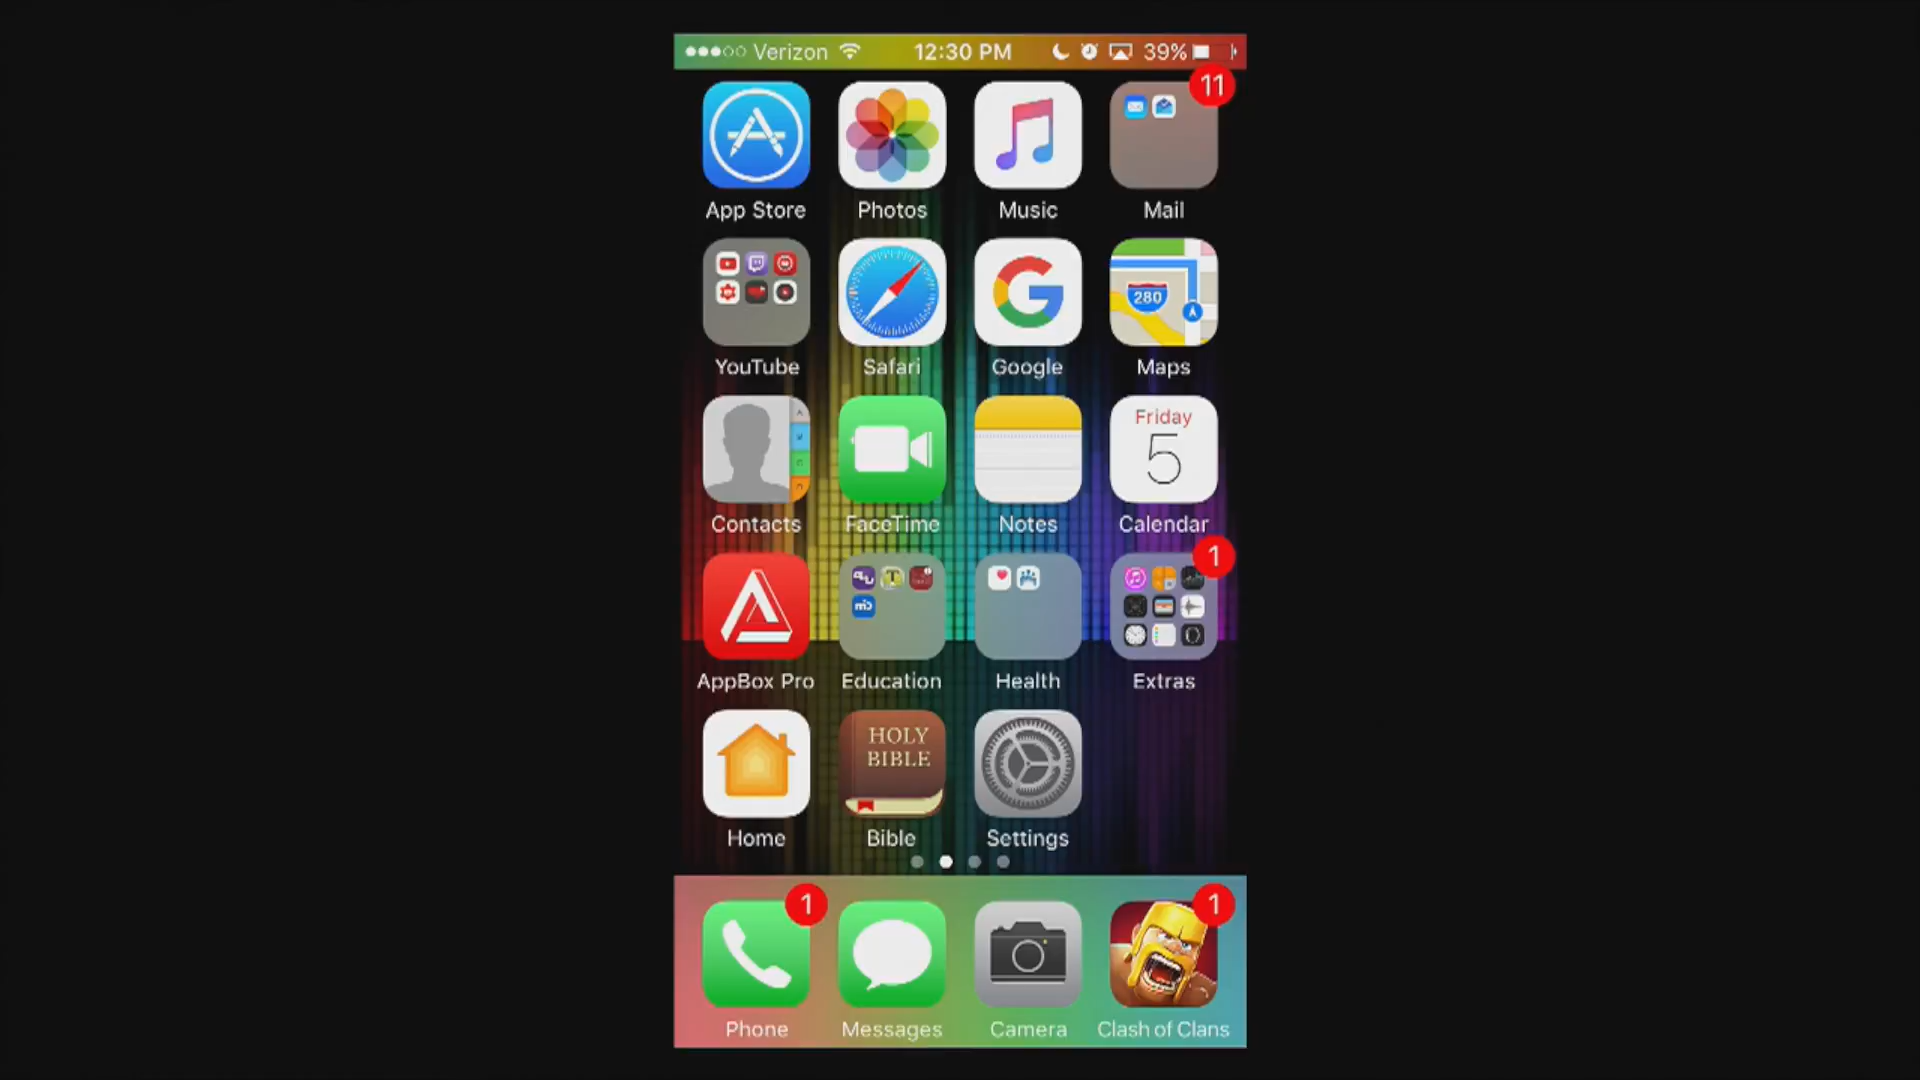 Verizon 12:30 PM 39%
11
App Store Photos Music Mail
280
YouTube Safari Google Maps
Friday
5
Contacts FaceTime Notes Calendar
1
AppBox Pro Education Health Extras
HOLY
BIBLE
Home Bible Settings
1 1
Phone Messages Camera Clash of Clans